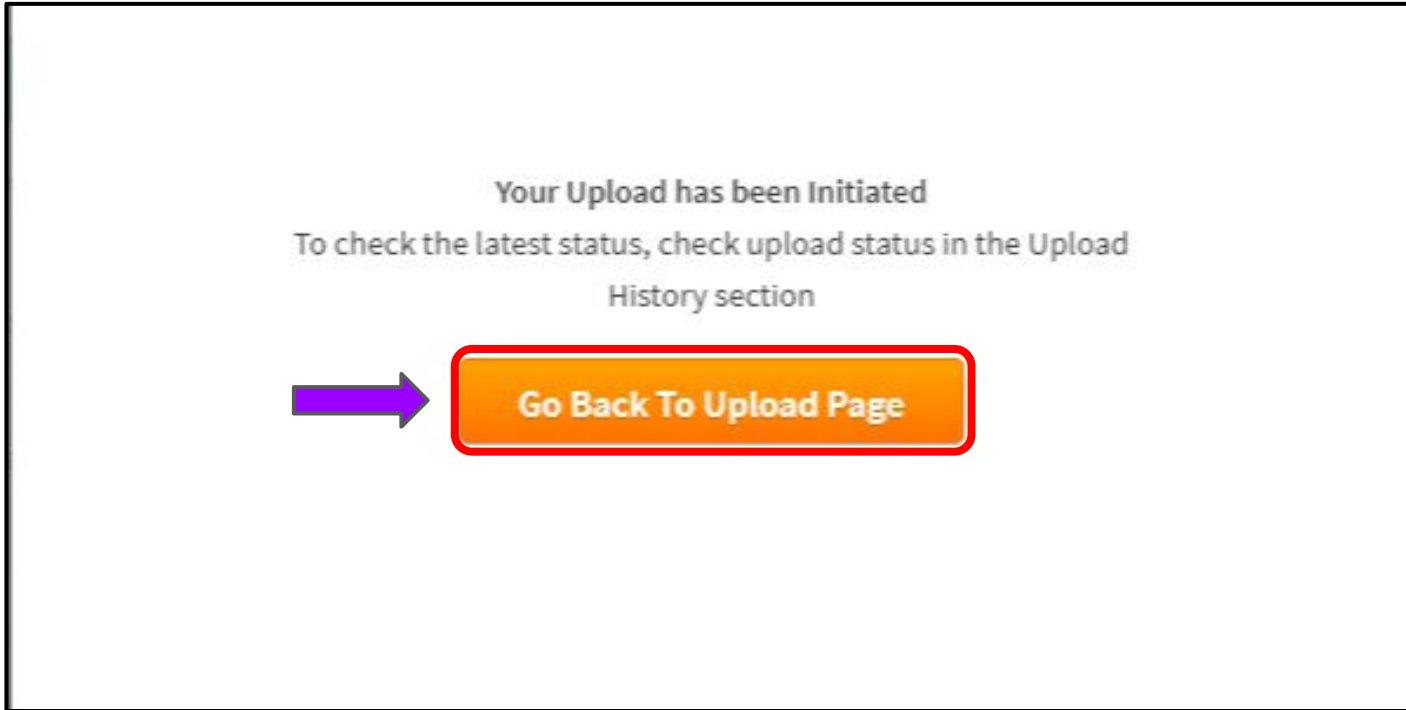 Your Upload has been Initiated
To check the latest status, check upload status in the Upload
History section
Go Back To Upload Page